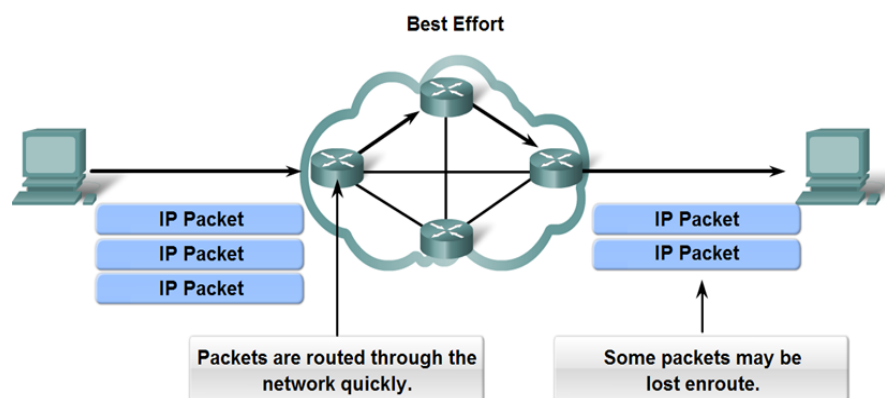 Best Effort
IP Packet
IP Packet
IP Packet
IP Packet
IP Packet
Packets are routed through the
network quickly.
Some packets may be
lost enroute.